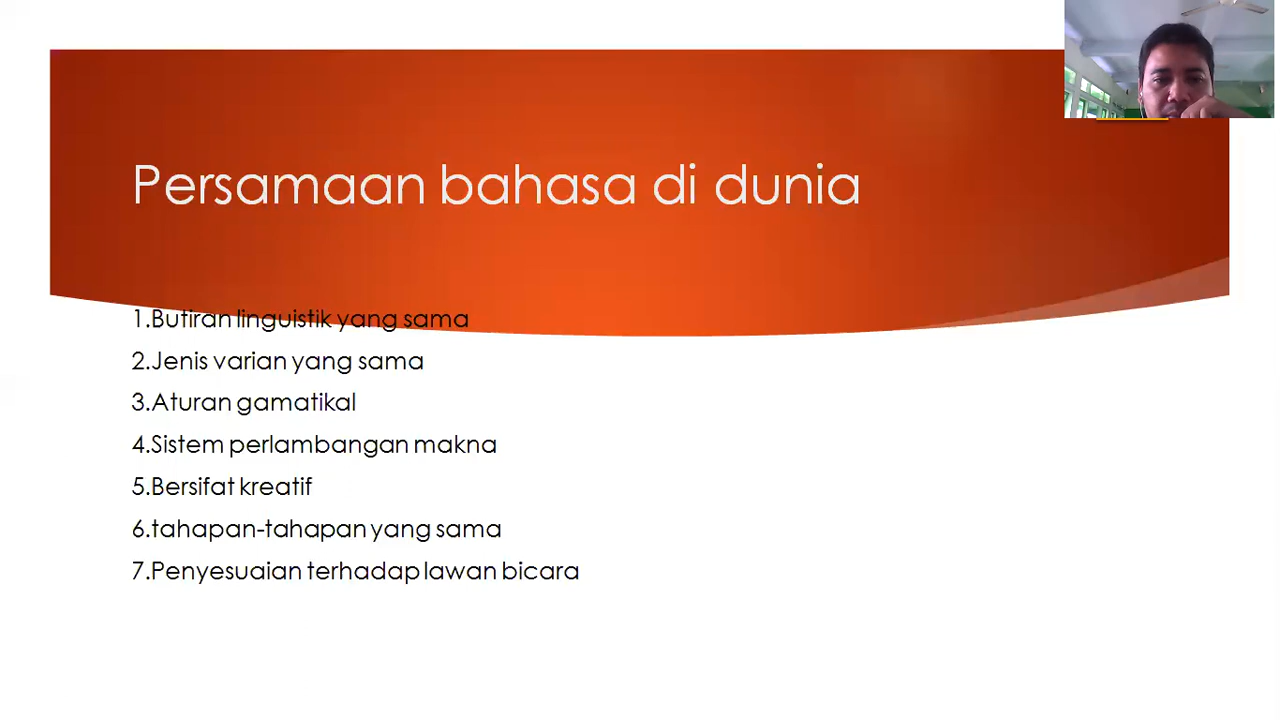 Persamaan bahasa di dunia
1.Butiran linguistik yang sama
2.Jenis varian yang sama
3.Aturan gamatikal
4.Sistem perlambangan makna
5.Bersifat kreatif
6.tahapan-tahapan yang sama
7.Penyesuaian terhadap lawan bicara